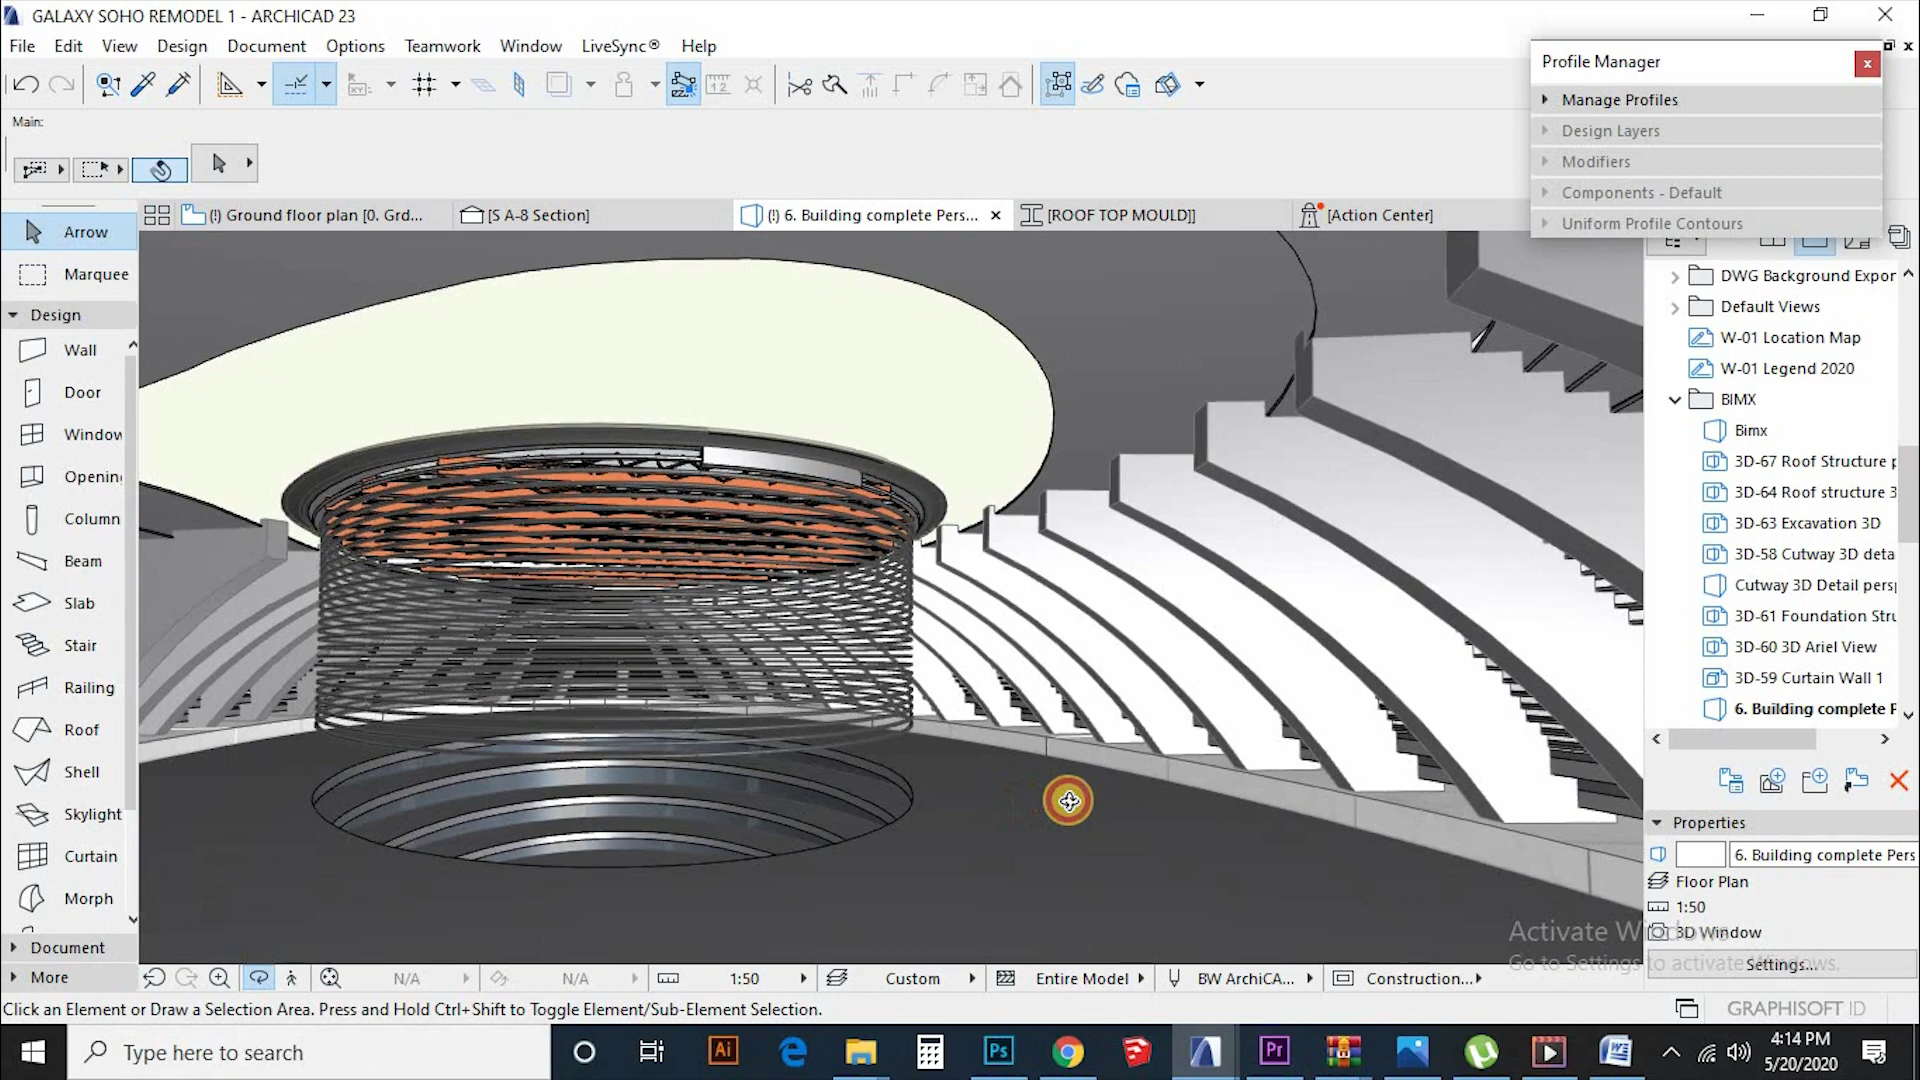 GALAXY SOHO REMODEL 1 - ARCHICAD 23
File Edit View Design Document Options Teamwork Window LiveSync® Help
Profile Manager
x
Manage Profiles
Design Layers
Modifiers
Components - Default
Uniform Profile Contours
Main:
(!) Ground floor plan [0. Grd...
[S A-8 Section]
(!) 6. Building complete Pers...
[ROOF TOP MOULD]]
[Action Center]
Arrow
Marquee
Design
Wall
Door
Window
Opening
Column
Beam
Slab
Stair
Railing
Roof
Shell
Skylight
Curtain
Morph
Document
More
DWG Background Expor
Default Views
W-01 Location Map
W-01 Legend 2020
BIMX
Bimx
3D-67 Roof Structure p
3D-64 Roof structure 3
3D-63 Excavation 3D
3D-58 Cutway 3D deta
Cutway 3D Detail persp
3D-61 Foundation Stru
3D-60 3D Ariel View
3D-59 Curtain Wall 1
6. Building complete P
Properties
6. Building complete Pers
Floor Plan
1:50
3D Window
Settings...
Activate Windows
Go to Settings to activate Windows.
N/A N/A 1:50 Custom Entire Model BW ArchiCA... Construction...
Click an Element or Draw a Selection Area. Press and Hold Ctrl+Shift to Toggle Element/Sub-Element Selection.
GRAPHISOFT ID
Type here to search
Ai
Ps
Pr
4:14 PM
5/20/2020